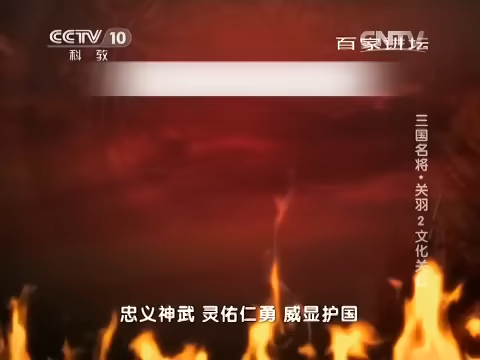 CCTV 10
科教
百家讲坛
CNTV
三国名将·关羽2文化关
忠义神武 灵佑仁勇 威显护国